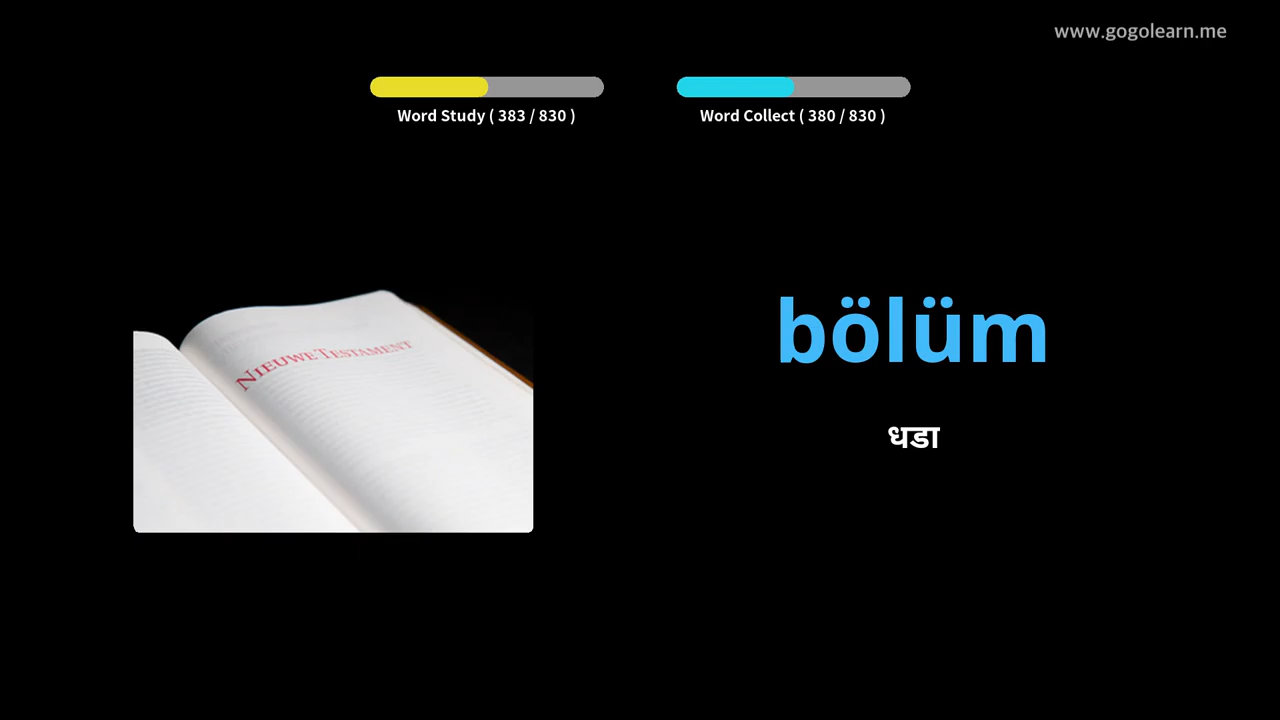 www.gogolearn.me
Word Study ( 383 / 830 )
Word Collect ( 380 / 830 )
NIEUWE TESTAMENT
bölüm
धडा